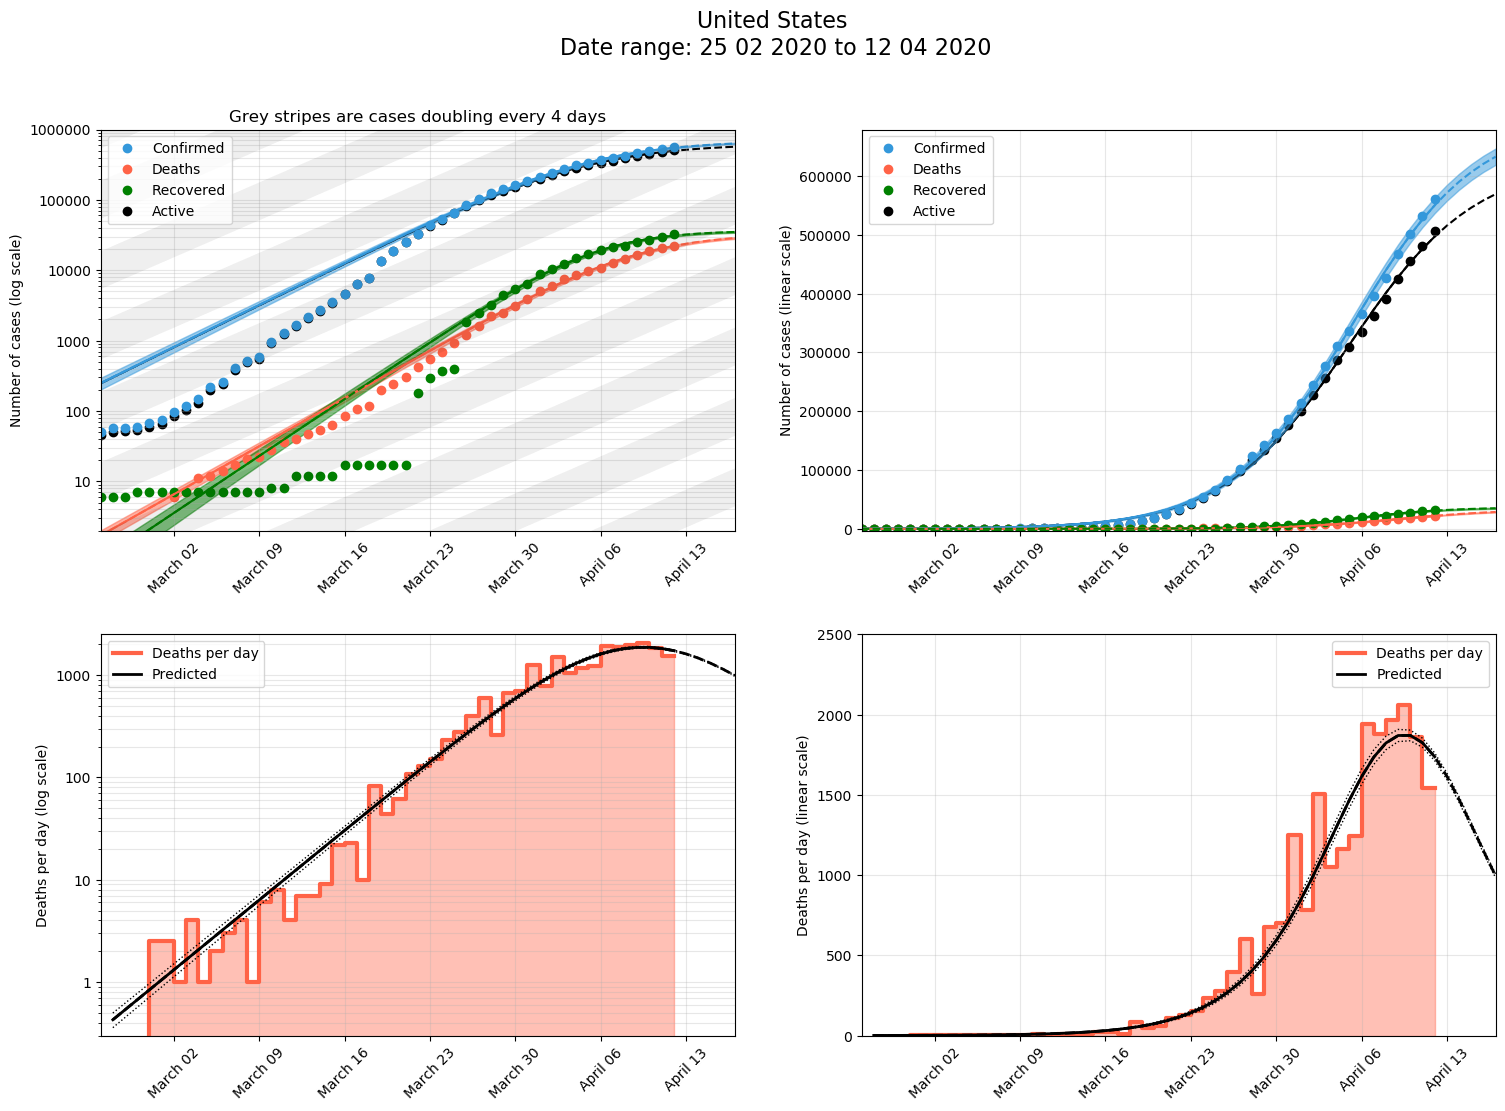 United States
Date range: 25 02 2020 to 12 04 2020
Grey stripes are cases doubling every 4 days
Number of cases (log scale)
1000000
100000
10000
1000
100
10
Confirmed
Deaths
Recovered
Active
March 02
March 09
March 16
March 23
March 30
April 06
April 13
Number of cases (linear scale)
600000
500000
400000
300000
200000
100000
0
Confirmed
Deaths
Recovered
Active
March 02
March 09
March 16
March 23
March 30
April 06
April 13
Deaths per day (log scale)
1000
100
10
1
Deaths per day
Predicted
March 02
March 09
March 16
March 23
March 30
April 06
April 13
Deaths per day (linear scale)
2500
2000
1500
1000
500
0
Deaths per day
Predicted
March 02
March 09
March 16
March 23
March 30
April 06
April 13